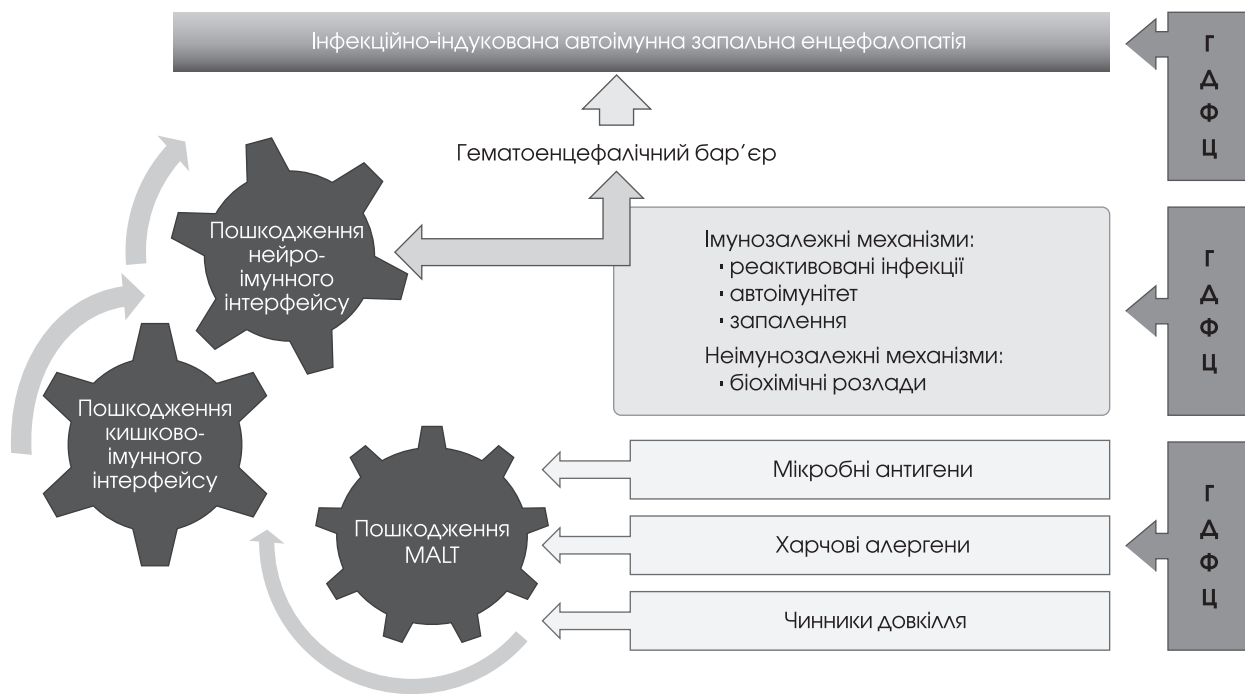 Інфекційно-індукована автоімунна запальна енцефалопатія
Г
Д
Ф
Ц
Гематоенцефалічний бар’єр
Пошкодження
нейро-
імунного
інтерфейсу
Імунозалежні механізми:
▪ реактивовані інфекції
▪ автоімунітет
▪ запалення
Неімунозалежні механізми:
▪ біохімічні розлади
Г
Д
Ф
Ц
Пошкодження
кишково-
імунного
інтерфейсу
Пошкодження
MALT
Мікробні антигени
Харчові алергени
Чинники довкілля
Г
Д
Ф
Ц